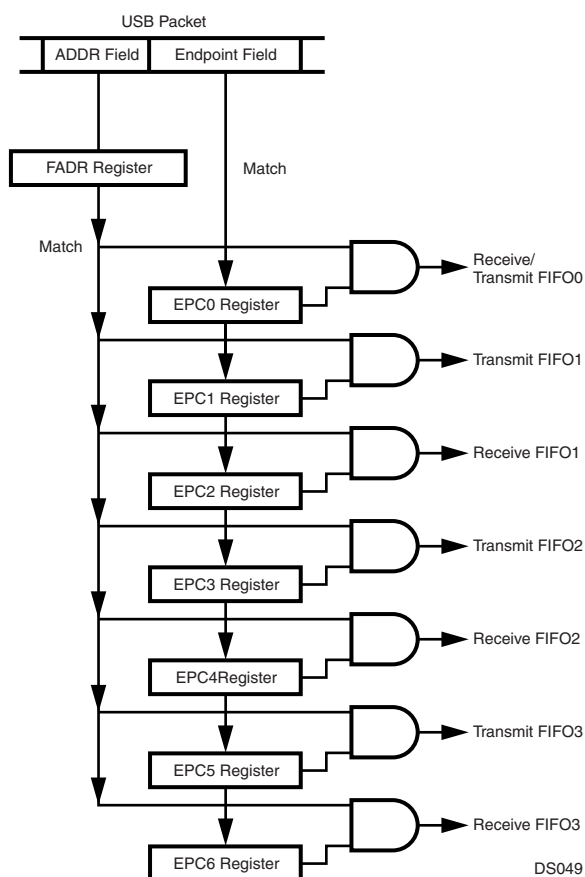 USB Packet
ADDR Field
Endpoint Field
FADR Register
Match
Match
Receive/
Transmit FIFO0
EPC0 Register
Transmit FIFO1
EPC1 Register
Receive FIFO1
EPC2 Register
Transmit FIFO2
EPC3 Register
Receive FIFO2
EPC4Register
Transmit FIFO3
EPC5 Register
Receive FIFO3
EPC6 Register
DS049